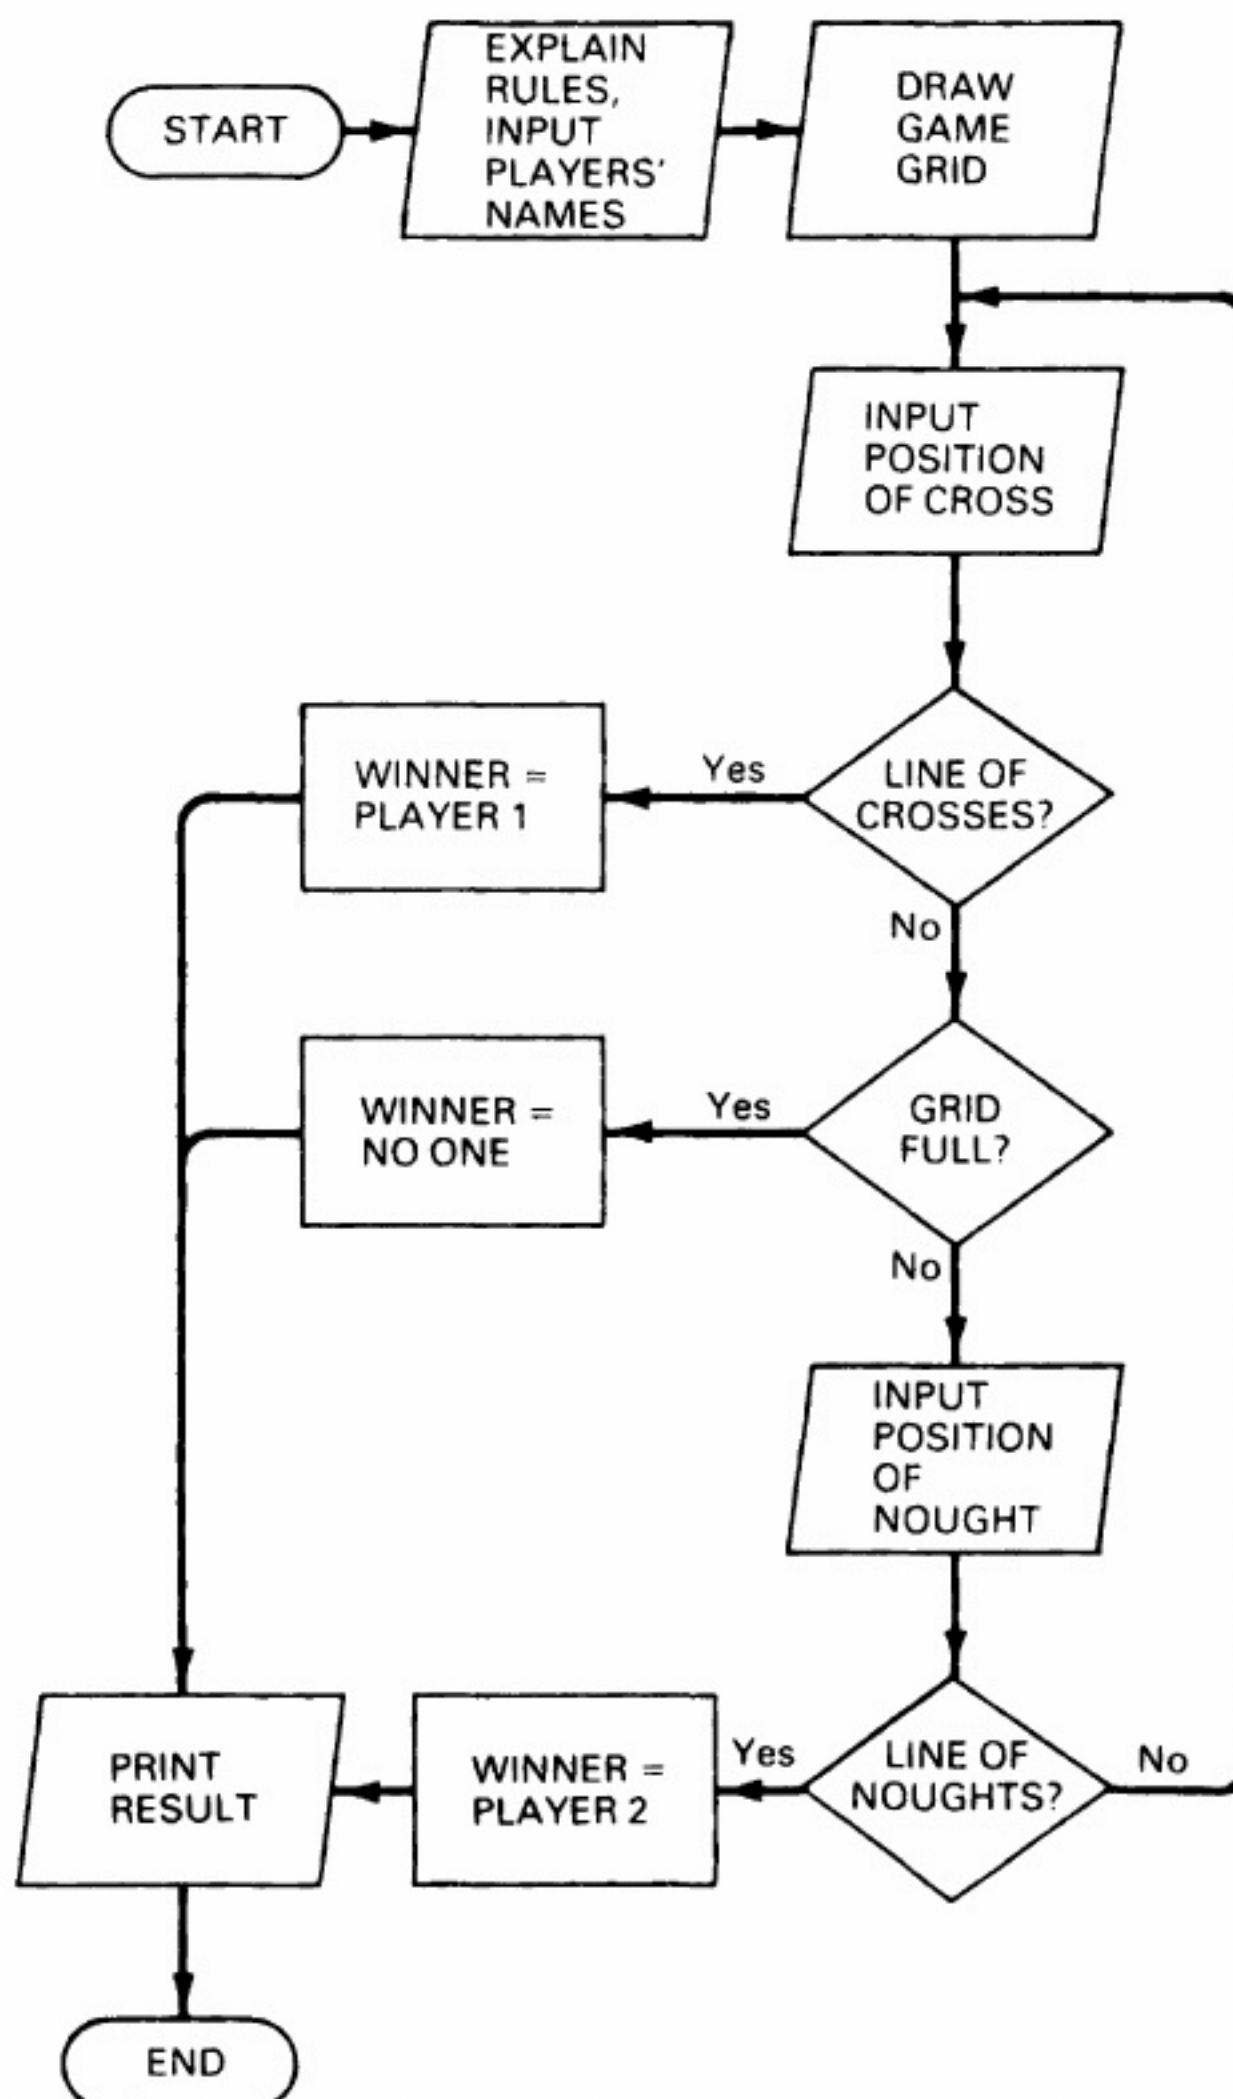 START
EXPLAIN
RULES,
INPUT
PLAYERS'
NAMES
DRAW
GAME
GRID
INPUT
POSITION
OF CROSS
LINE OF
CROSSES?
Yes
WINNER =
PLAYER 1
No
GRID
FULL?
Yes
WINNER =
NO ONE
No
INPUT
POSITION
OF
NOUGHT
LINE OF
NOUGHTS?
No
Yes
WINNER =
PLAYER 2
PRINT
RESULT
END